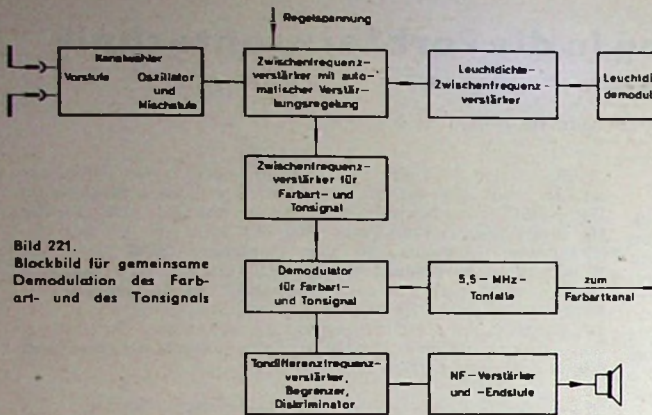 Regelspannung
Kanalwähler
Vorstufe Oszillator
und
Mischstufe
Zwischenfrequenz-
verstärker mit auto-
matischer Verstär-
kungsregelung
Leuchtdichte-
Zwischenfrequenz-
verstärker
Leuchtdi
demodul
Zwischenfrequenz-
verstärker für
Farbart- und
Tonsignal
Bild 221.
Blockbild für gemeinsame
Demodulation des Farb-
art- und des Tonsignals
Demodulator
für Farbart-
und Tonsignal
5,5-MHz-
Tonfalle
zum
Farbartkanal
Tondifferenzfrequenz-
verstärker,
Begrenzer,
Diskriminator
NF-Verstärker
und -Endstufe